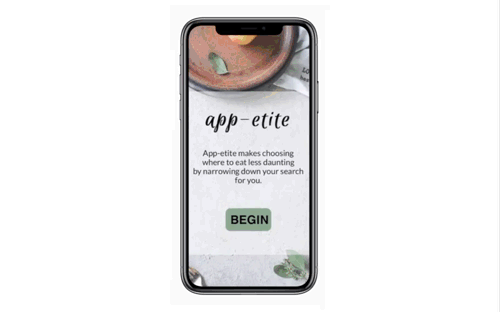 app-etite
App-etite makes choosing
where to eat less daunting
by narrowing down your search
for you.
BEGIN